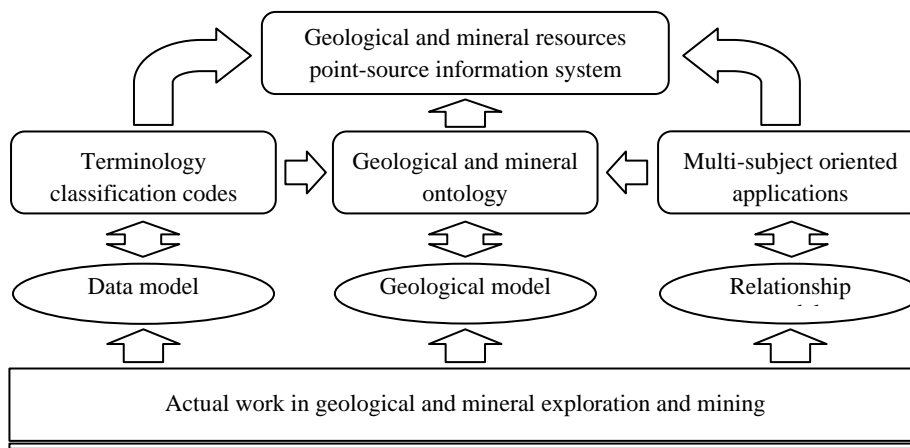 Geological and mineral resources
point-source information system
Terminology
classification codes
Geological and mineral
ontology
Multi-subject oriented
applications
Data model
Geological model
Relationship
Actual work in geological and mineral exploration and mining